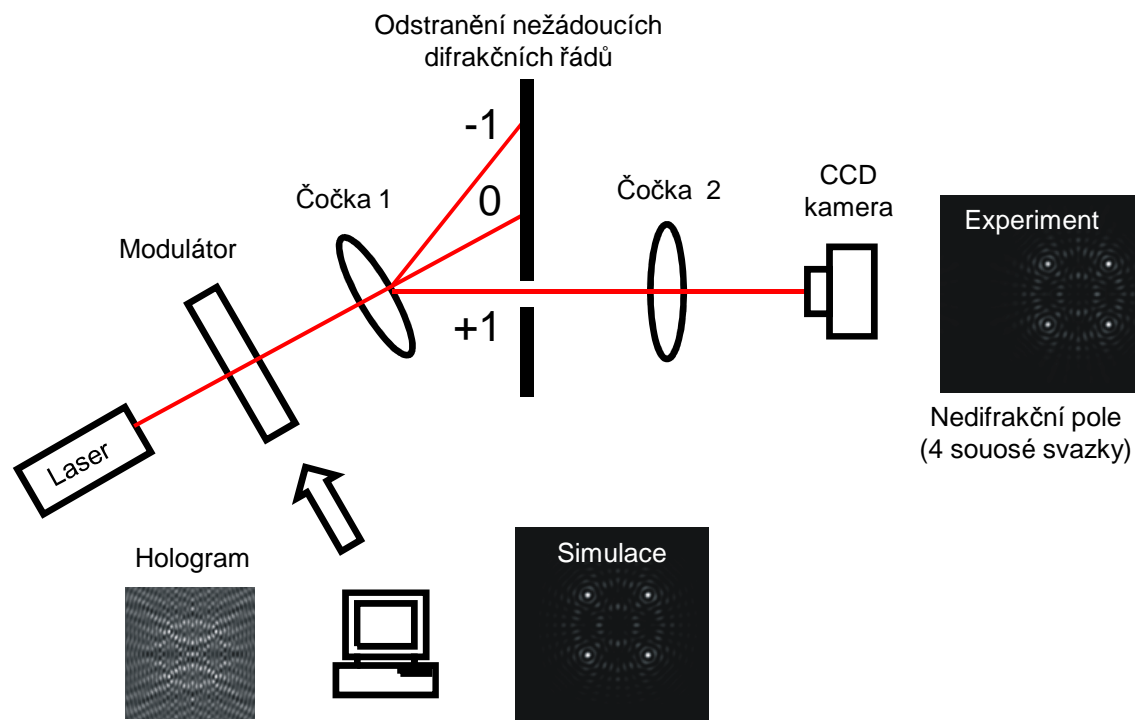 Odstranění nežádoucích
difrakčních řádů
-1
0
+1
Čočka 1
Čočka  2
CCD
kamera
Experiment
Modulátor
Nedifrakční pole
(4 souosé svazky)
Laser
Hologram
Simulace